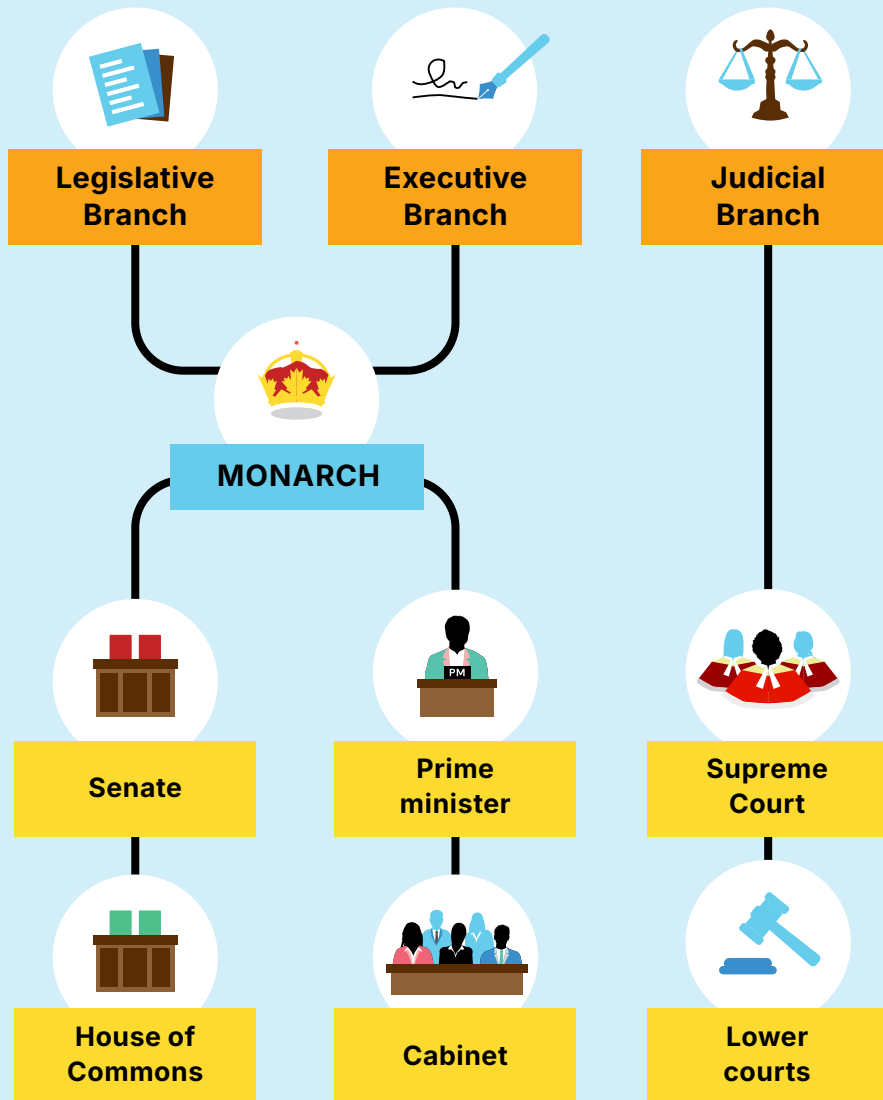 Legislative
Branch
Executive
Branch
Judicial
Branch
MONARCH
PM
Senate
Prime
minister
Supreme
Court
House of
Commons
Cabinet
Lower
courts